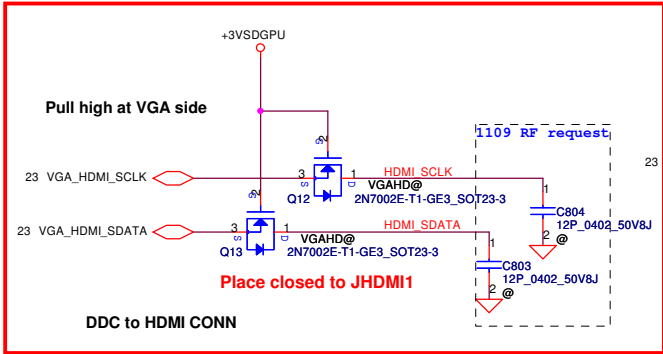 +3VSDGPU
Pull high at VGA side
1109 RF request
G
2
23
23 VGA_HDMI_SCLK
3
S
1
D
HDMI_SCLK
VGAHD@
Q12
2N7002E-T1-GE3_SOT23-3
1
C804
12P_0402_50V8J
2
@
G
2
23 VGA_HDMI_SDATA
3
S
1
D
HDMI_SDATA
VGAHD@
Q13
2N7002E-T1-GE3_SOT23-3
1
C803
12P_0402_50V8J
2
@
Place closed to JHDMI1
DDC to HDMI CONN